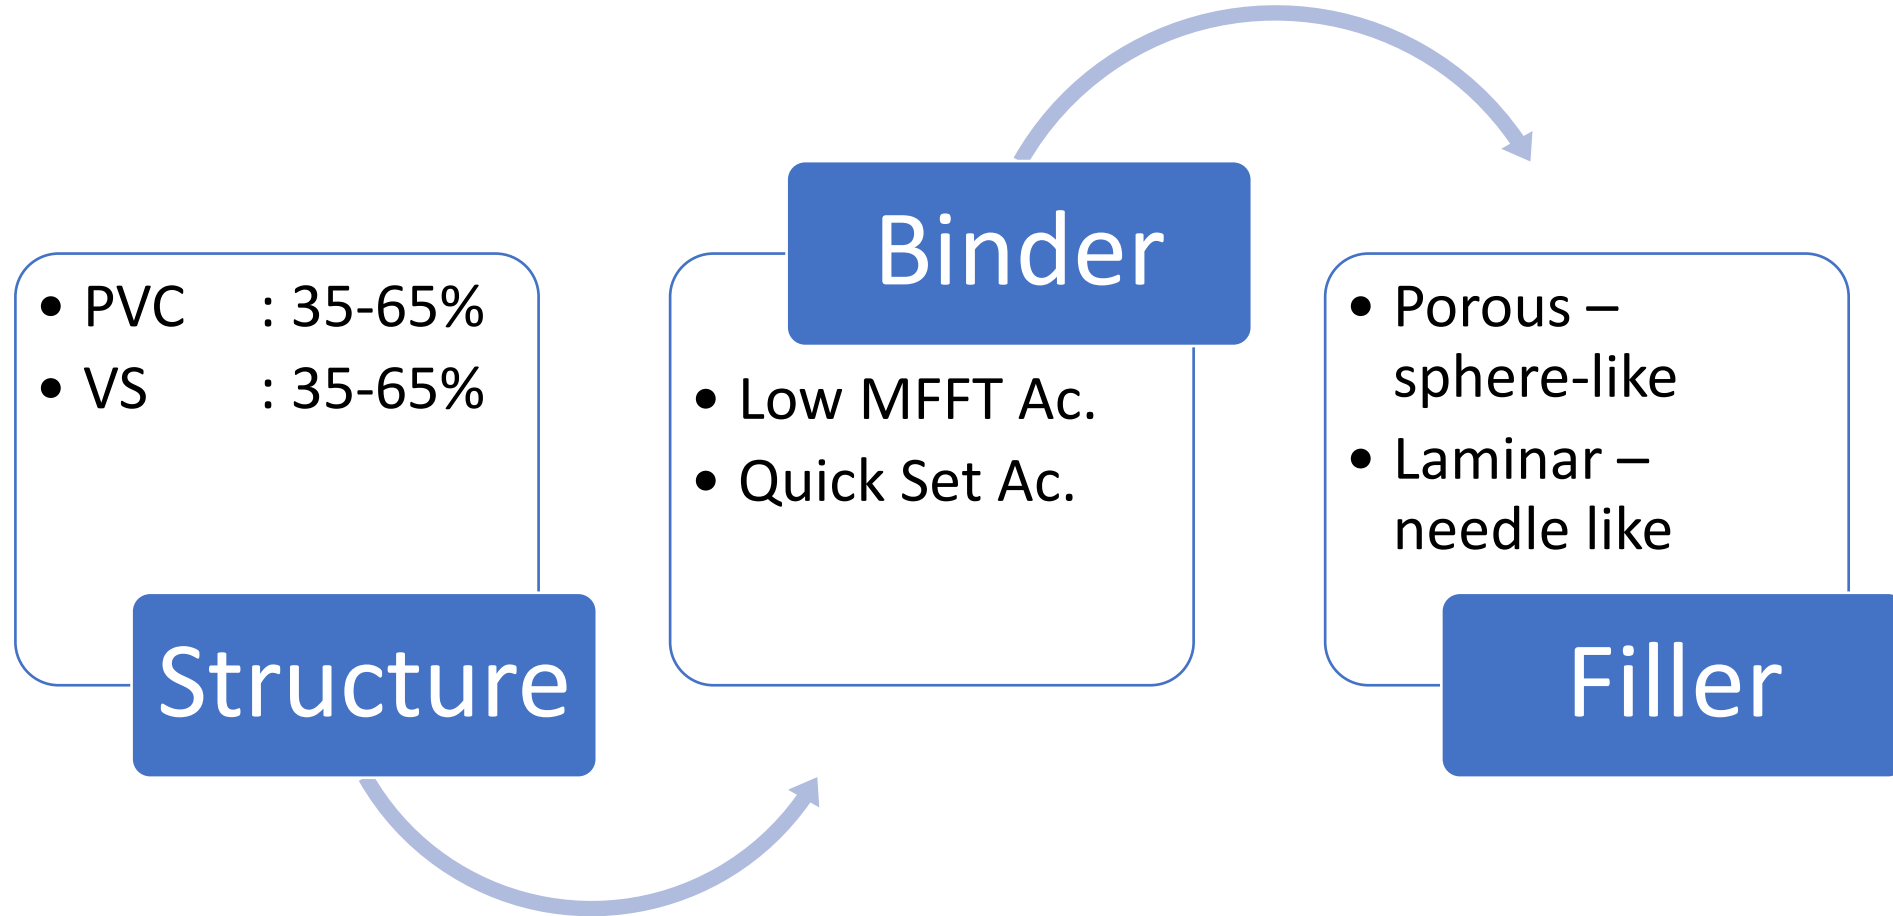 • PVC : 35-65%
• VS : 35-65%
Structure
Binder
• Low MFFT Ac.
• Quick Set Ac.
• Porous –
sphere-like
• Laminar –
needle like
Filler